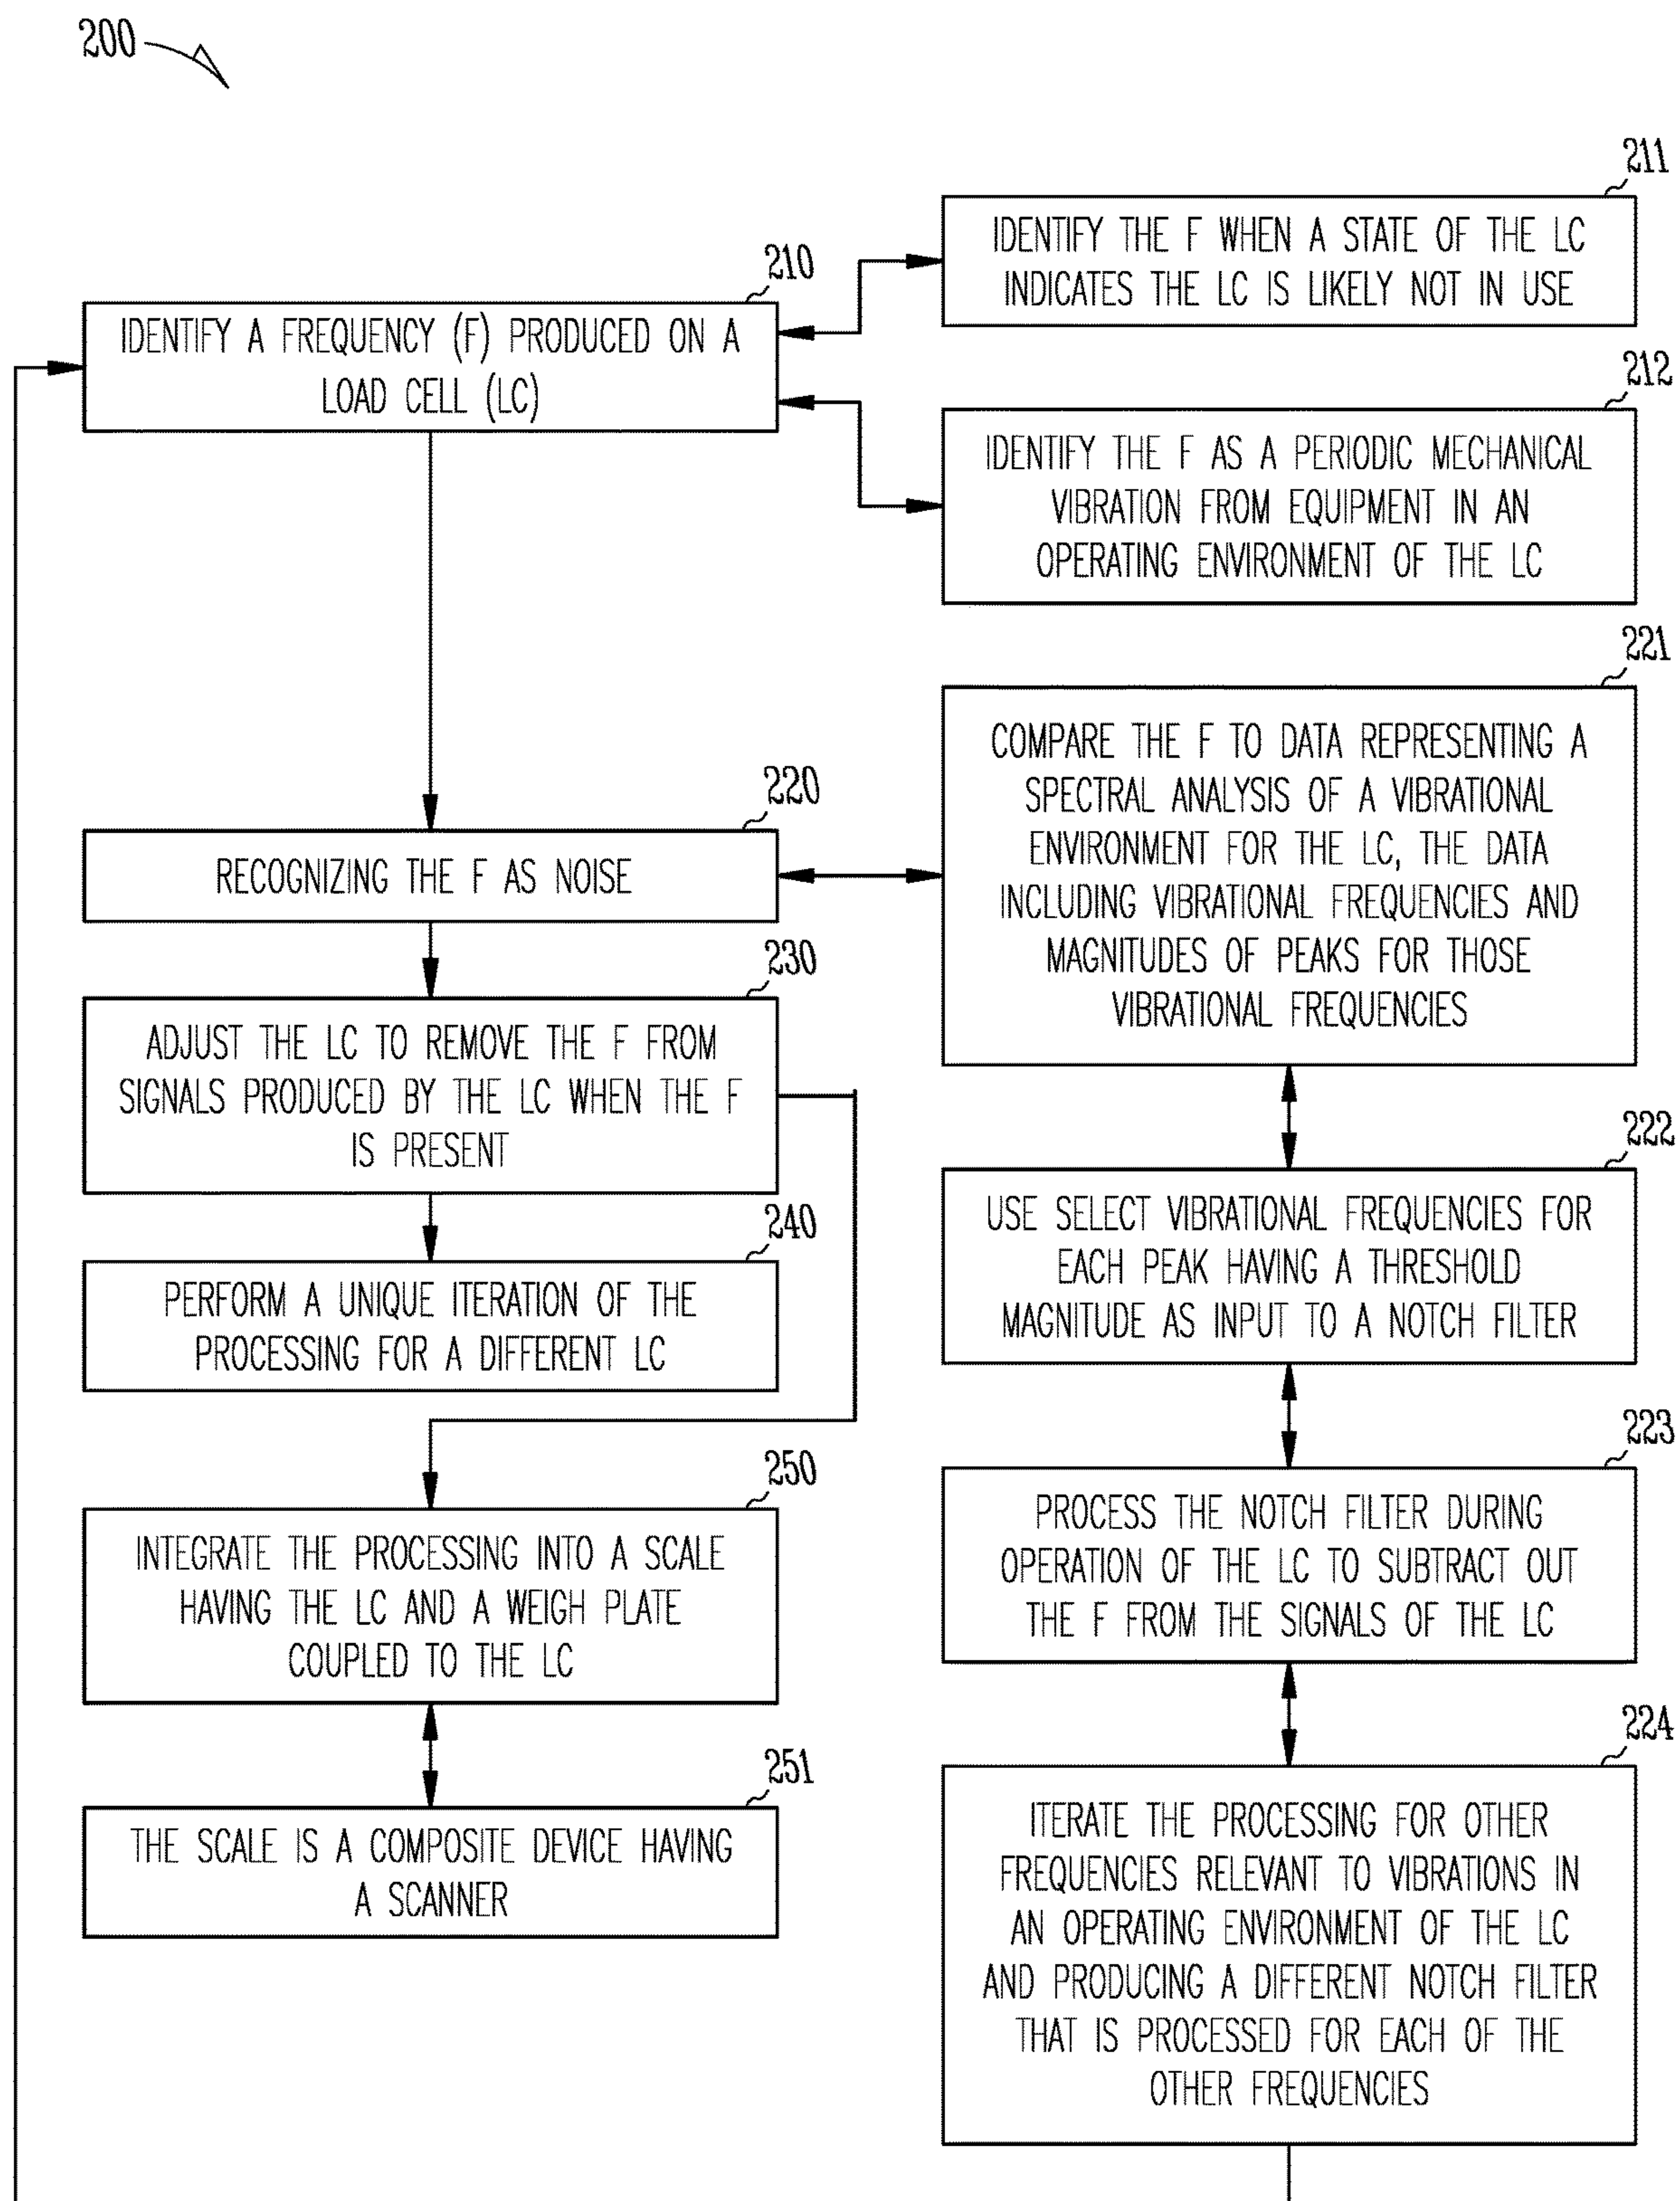 200
210
IDENTIFY A FREQUENCY (F) PRODUCED ON A
LOAD CELL (LC)
211
IDENTIFY THE F WHEN A STATE OF THE LC
INDICATES THE LC IS LIKELY NOT IN USE
212
IDENTIFY THE F AS A PERIODIC MECHANICAL
VIBRATION FROM EQUIPMENT IN AN
OPERATING ENVIRONMENT OF THE LC
220
RECOGNIZING THE F AS NOISE
221
COMPARE THE F TO DATA REPRESENTING A
SPECTRAL ANALYSIS OF A VIBRATIONAL
ENVIRONMENT FOR THE LC, THE DATA
INCLUDING VIBRATIONAL FREQUENCIES AND
MAGNITUDES OF PEAKS FOR THOSE
VIBRATIONAL FREQUENCIES
222
USE SELECT VIBRATIONAL FREQUENCIES FOR
EACH PEAK HAVING A THRESHOLD
MAGNITUDE AS INPUT TO A NOTCH FILTER
223
PROCESS THE NOTCH FILTER DURING
OPERATION OF THE LC TO SUBTRACT OUT
THE F FROM THE SIGNALS OF THE LC
224
ITERATE THE PROCESSING FOR OTHER
FREQUENCIES RELEVANT TO VIBRATIONS IN
AN OPERATING ENVIRONMENT OF THE LC
AND PRODUCING A DIFFERENT NOTCH FILTER
THAT IS PROCESSED FOR EACH OF THE
OTHER FREQUENCIES
230
ADJUST THE LC TO REMOVE THE F FROM
SIGNALS PRODUCED BY THE LC WHEN THE F
IS PRESENT
240
PERFORM A UNIQUE ITERATION OF THE
PROCESSING FOR A DIFFERENT LC
250
INTEGRATE THE PROCESSING INTO A SCALE
HAVING THE LC AND A WEIGH PLATE
COUPLED TO THE LC
251
THE SCALE IS A COMPOSITE DEVICE HAVING
A SCANNER